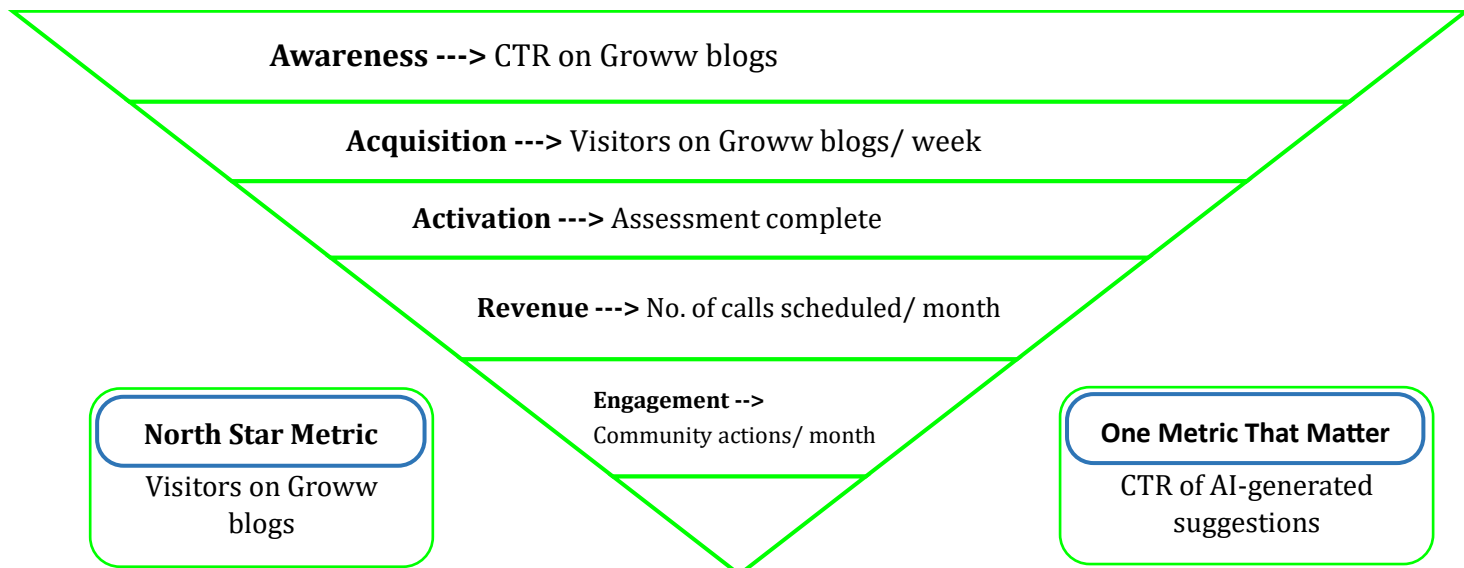 Awareness ---> CTR on Groww blogs
Acquisition ---> Visitors on Groww blogs/ week
Activation ---> Assessment complete
Revenue ---> No. of calls scheduled/ month
Engagement -->
Community actions/ month
North Star Metric
Visitors on Groww
blogs
One Metric That Matter
CTR of AI-generated
suggestions